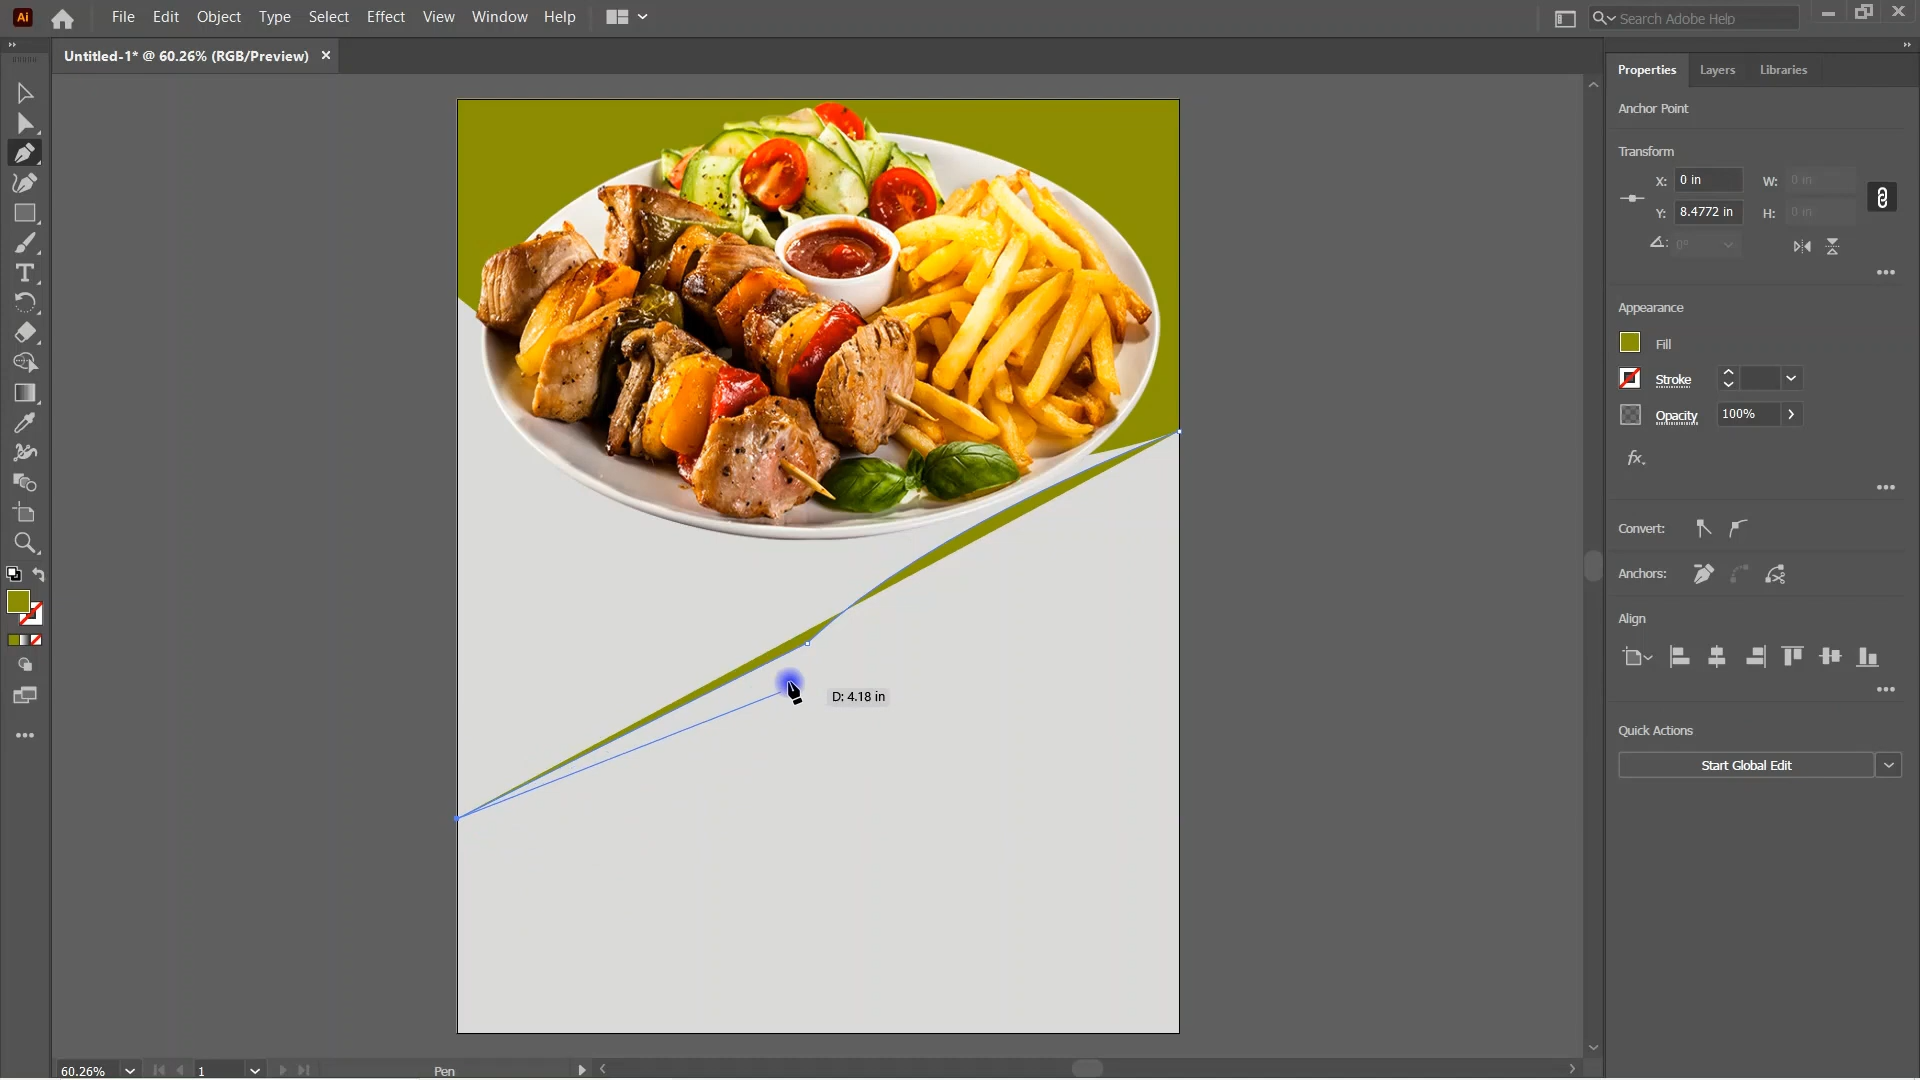 Ai File Edit Object Type Select Effect View Window Help Search Adobe Help
Untitled-1* @ 60.26% (RGB/Preview)
Properties Layers Libraries
Anchor Point
Transform
X: 0 in W: 0 in
Y: 8.4772 in H: 0 in
0°
Appearance
Fill
Stroke
Opacity 100%
fx.
Convert:
Anchors:
Align
D: 4.18 in
Quick Actions
Start Global Edit
60.26% 1 Pen